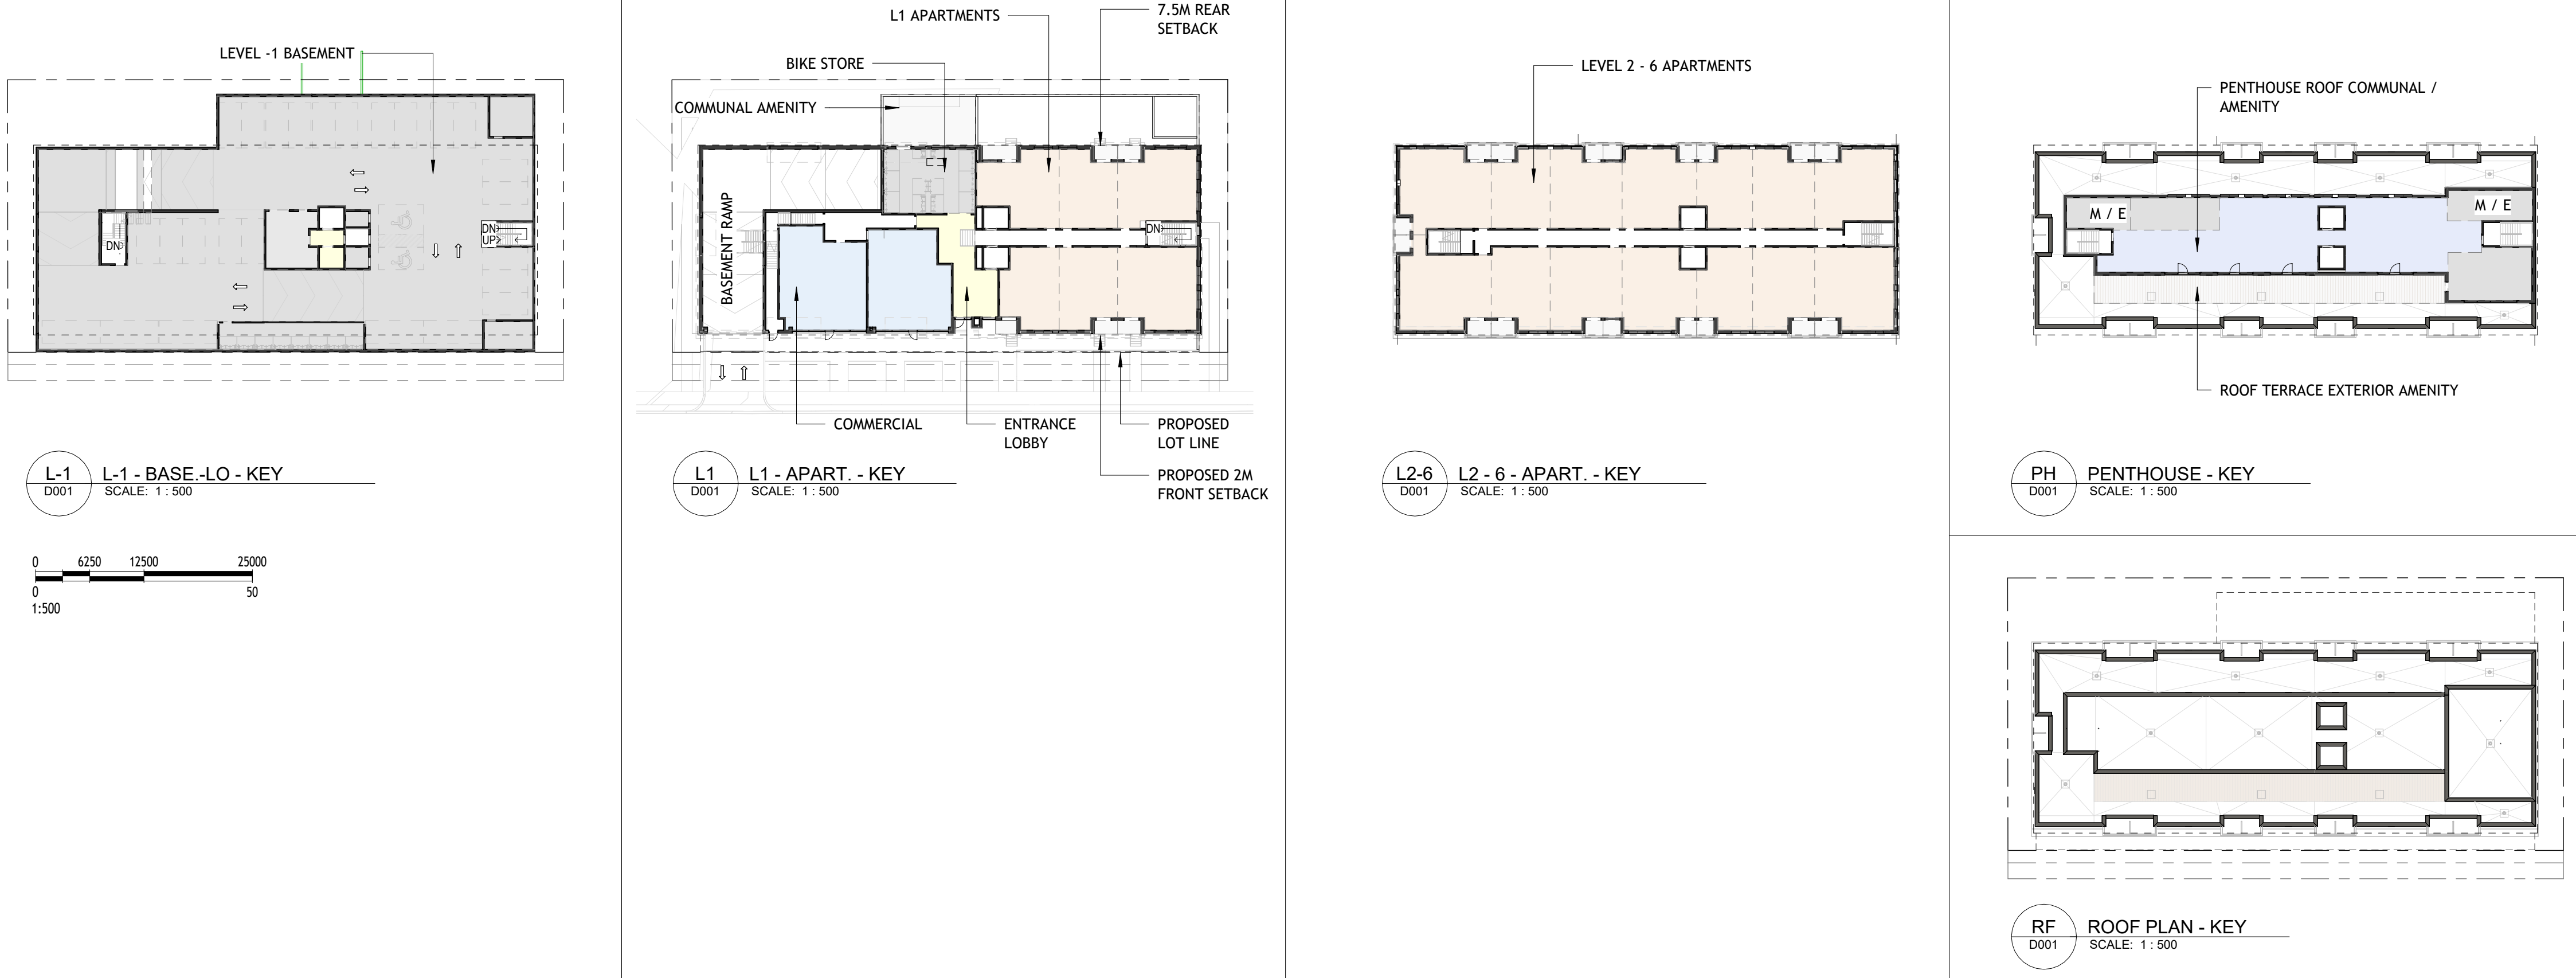 LEVEL -1 BASEMENT
DN
DN
UP
L-1
D001
L-1 - BASE.-LO - KEY
SCALE: 1 : 500
0 6250 12500 25000
0 50
1:500
L1 APARTMENTS
7.5M REAR
SETBACK
BIKE STORE
COMMUNAL AMENITY
BASEMENT RAMP
DN
COMMERCIAL
ENTRANCE
LOBBY
PROPOSED
LOT LINE
PROPOSED 2M
FRONT SETBACK
L1
D001
L1 - APART. - KEY
SCALE: 1 : 500
LEVEL 2 - 6 APARTMENTS
L2-6
D001
L2 - 6 - APART. - KEY
SCALE: 1 : 500
PENTHOUSE ROOF COMMUNAL /
AMENITY
M / E
M / E
ROOF TERRACE EXTERIOR AMENITY
PH
D001
PENTHOUSE - KEY
SCALE: 1 : 500
RF
D001
ROOF PLAN - KEY
SCALE: 1 : 500